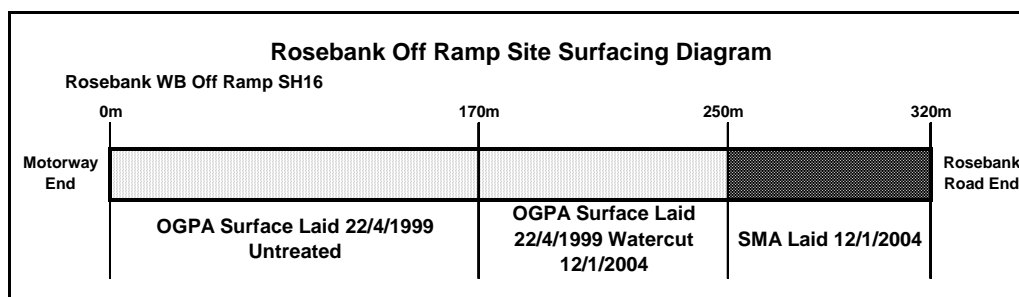 Rosebank Off Ramp Site Surfacing Diagram
Rosebank WB Off Ramp SH16
0m 170m 250m 320m
Motorway
End
Rosebank
Road End
OGPA Surface Laid 22/4/1999
Untreated
OGPA Surface Laid
22/4/1999 Watercut
12/1/2004
SMA Laid 12/1/2004